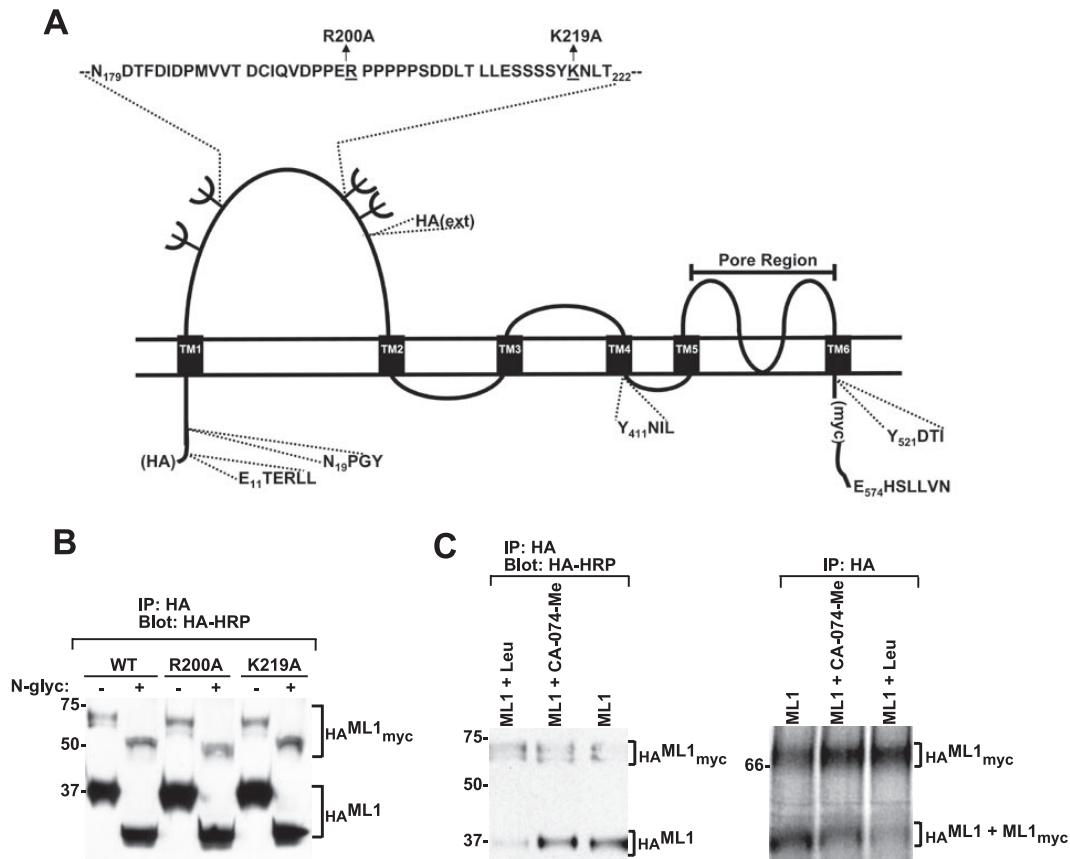 A
R200A K219A
--N179DTFDIDPMVVT DCIQVDPPERPPPPPPSDDLT LLESSSSYKNLT222--
HA(ext)
Pore Region
TM1 TM2 TM3 TM4 TM5 TM6
(HA)
N19PGY
E11TERLL
Y411NIL
(myc)
Y521DTI
E574HSLLVN
B
IP: HA
Blot: HA-HRP
WT R200A K219A
N-glyc: - + - + - +
75
50
37
HAML1myc
HAML1
C
IP: HA
Blot: HA-HRP
ML1 + Leu
ML1 + CA-074-Me
ML1
75
50
37
HAML1myc
HAML1
IP: HA
ML1
ML1 + CA-074-Me
ML1 + Leu
66
HAML1myc
HAML1 + ML1myc